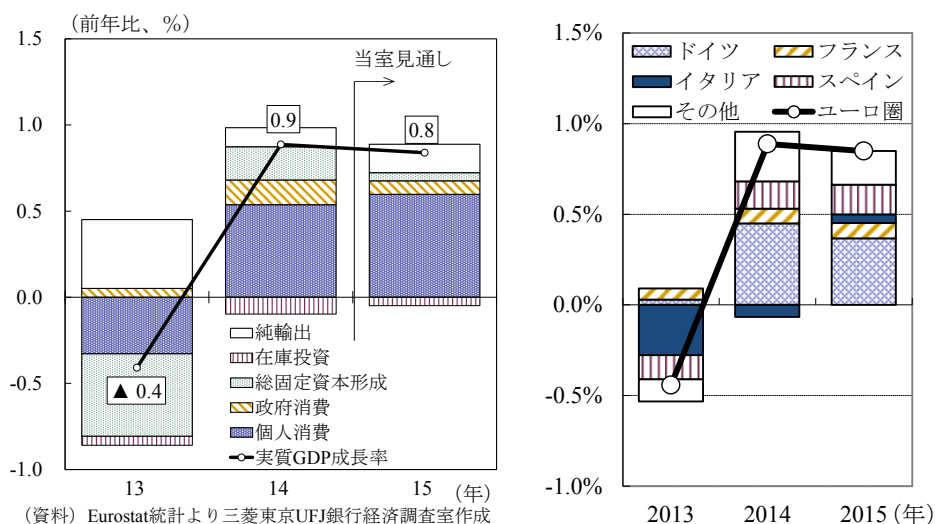 （前年比、%）
1.5
1.0
0.5
0.0
-0.5
-1.0
当室見通し
0.9
0.8
▲ 0.4
純輸出
在庫投資
総固定資本形成
政府消費
個人消費
実質GDP成長率
13 14 15 （年）
（資料）Eurostat統計より三菱東京UFJ銀行経済調査室作成
1.5%
1.0%
0.5%
0.0%
-0.5%
-1.0%
ドイツ フランス
イタリア スペイン
その他 ユーロ圏
2013 2014 2015 （年）